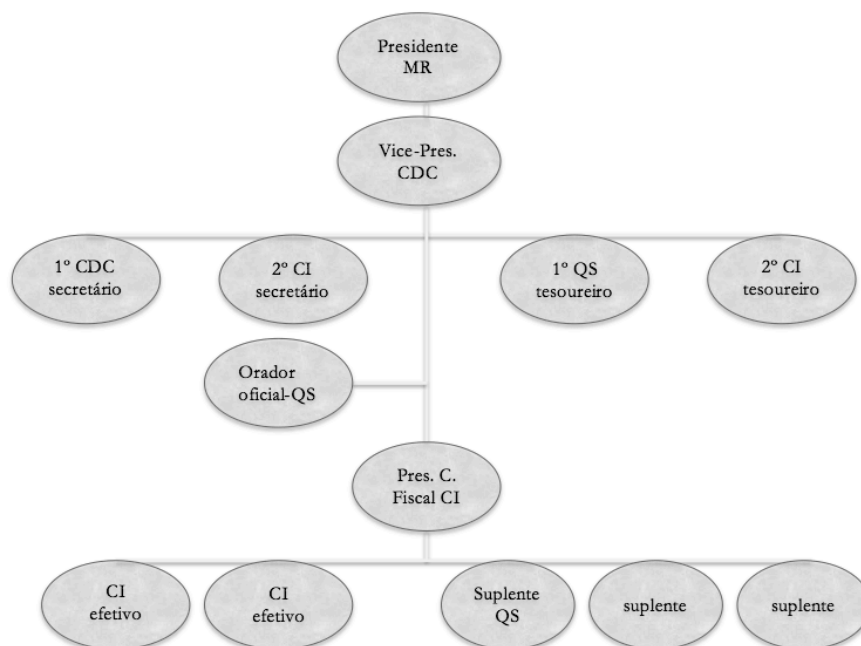 Presidente
MR
Vice-Pres.
CDC
1º CDC
secretário
2º CI
secretário
1º QS
tesoureiro
2º CI
tesoureiro
Orador
oficial-QS
Pres. C.
Fiscal CI
CI
efetivo
CI
efetivo
Suplente
QS
suplente
suplente